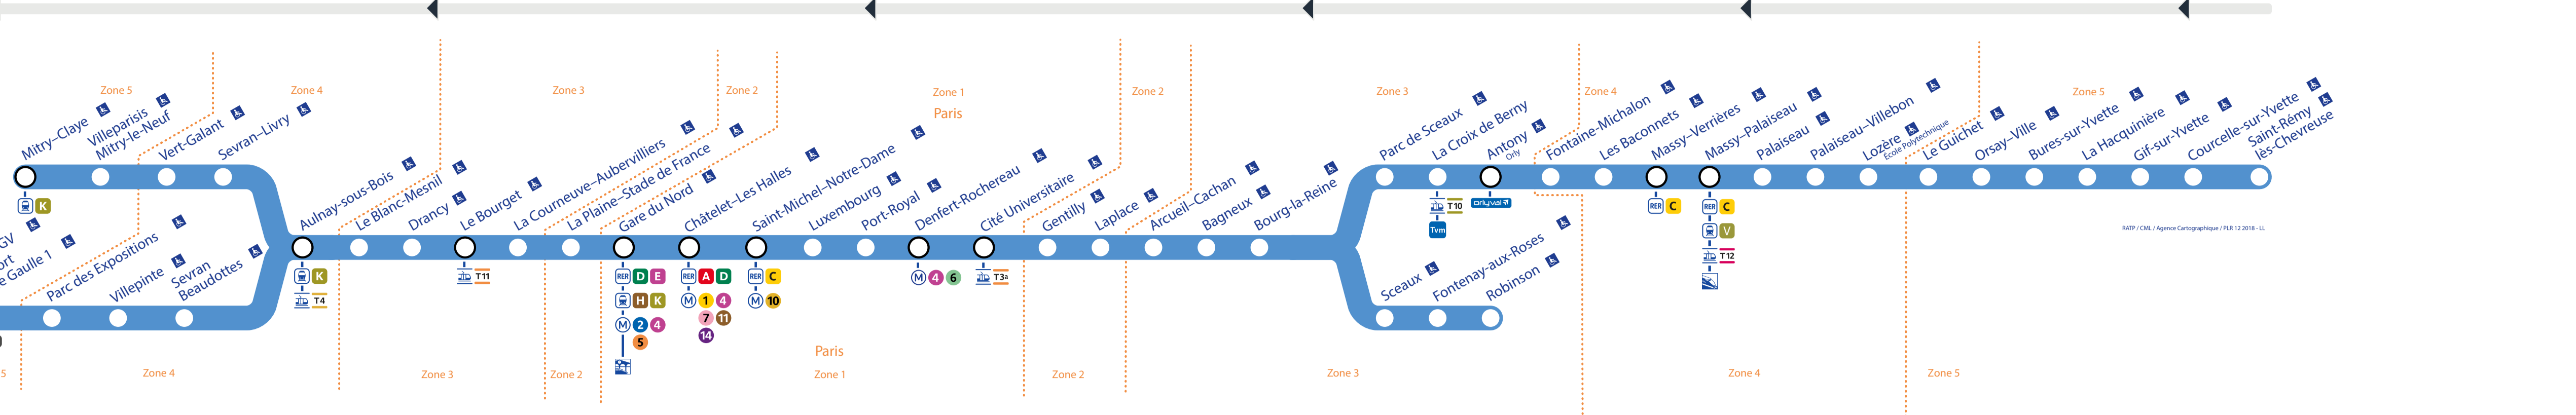 Zone 5
Zone 4
Zone 3
Zone 2
Zone 1
Paris
Zone 2
Zone 3
Zone 4
Zone 5
Mitry–Claye
Villeparisis
Mitry-le-Neuf
Vert-Galant
Sevran–Livry
K
GV
e Gaulle 1
Parc des Expositions
Villepinte
Sevran
Beaudottes
Aulnay-sous-Bois
K
T4
Le Blanc-Mesnil
Drancy
Le Bourget
T11
La Courneuve–Aubervilliers
La Plaine–Stade de France
Gare du Nord
RER D E
H K
M 2 4
5
Châtelet–Les Halles
RER A D
M 1 4
7 11
14
Saint-Michel–Notre-Dame
RER C
M 10
Luxembourg
Port-Royal
Denfert-Rochereau
M 4 6
Cité Universitaire
T3a
Gentilly
Laplace
Arcueil–Cachan
Bagneux
Bourg-la-Reine
Parc de Sceaux
La Croix de Berny
T10
Tvm
Antony
Orly
orlyval
Fontaine-Michalon
Les Baconnets
Massy–Verrières
RER C
Massy–Palaiseau
RER C
V
T12
Palaiseau
Palaiseau–Villebon
Lozère
École Polytechnique
Le Guichet
Orsay–Ville
Bures-sur-Yvette
La Hacquinière
Gif-sur-Yvette
Courcelle-sur-Yvette
Saint-Rémy
lès-Chevreuse
Sceaux
Fontenay-aux-Roses
Robinson
RATP / CML / Agence Cartographique / PLR 12 2018 - LL
5
Zone 4
Zone 3
Zone 2
Paris
Zone 1
Zone 2
Zone 3
Zone 4
Zone 5